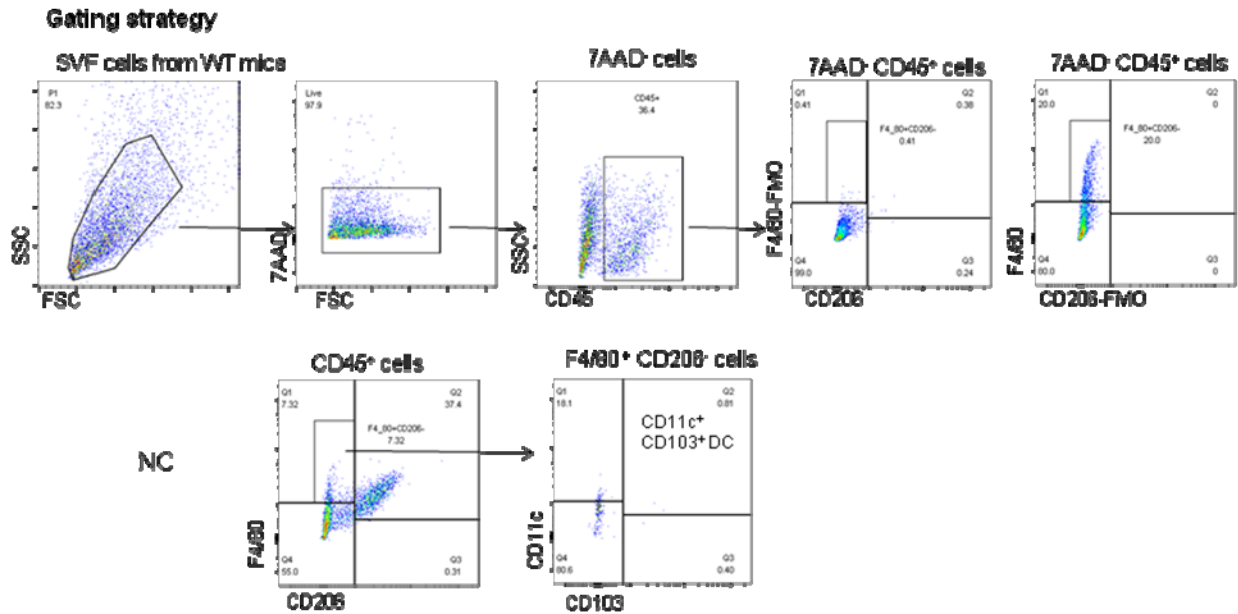 Gating strategy
SVF cells from WT mice
P1
82.3
SSC
FSC
Live
97.9
7AAD
FSC
7AAD- cells
CD45+
36.4
SSC
CD45
7AAD- CD45+ cells
Q1
0.41
Q2
0.38
F4_80+CD206-
0.41
Q4
99.0
Q3
0.24
F4/80-FMO
CD206
7AAD- CD45+ cells
Q1
20.0
Q2
0
F4_80+CD206-
20.0
Q4
80.0
Q3
0
F4/80
CD206-FMO
NC
CD45+ cells
Q1
7.32
Q2
37.4
F4_80+CD206-
7.32
Q4
55.0
Q3
0.31
F4/80
CD206
F4/80+ CD206- cells
Q1
18.1
Q2
0.81
CD11c+
CD103+ DC
Q4
80.6
Q3
0.40
CD11c
CD103